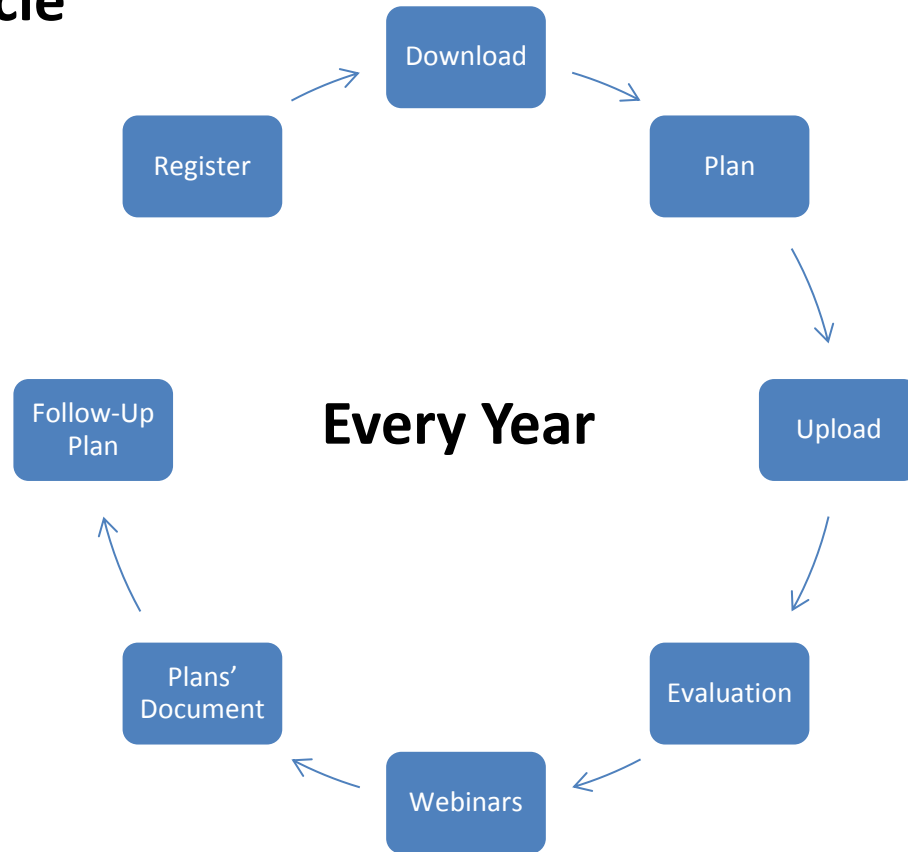 Download
Register
Plan
Follow-Up
Plan
Every Year
Upload
Plans’
Document
Evaluation
Webinars